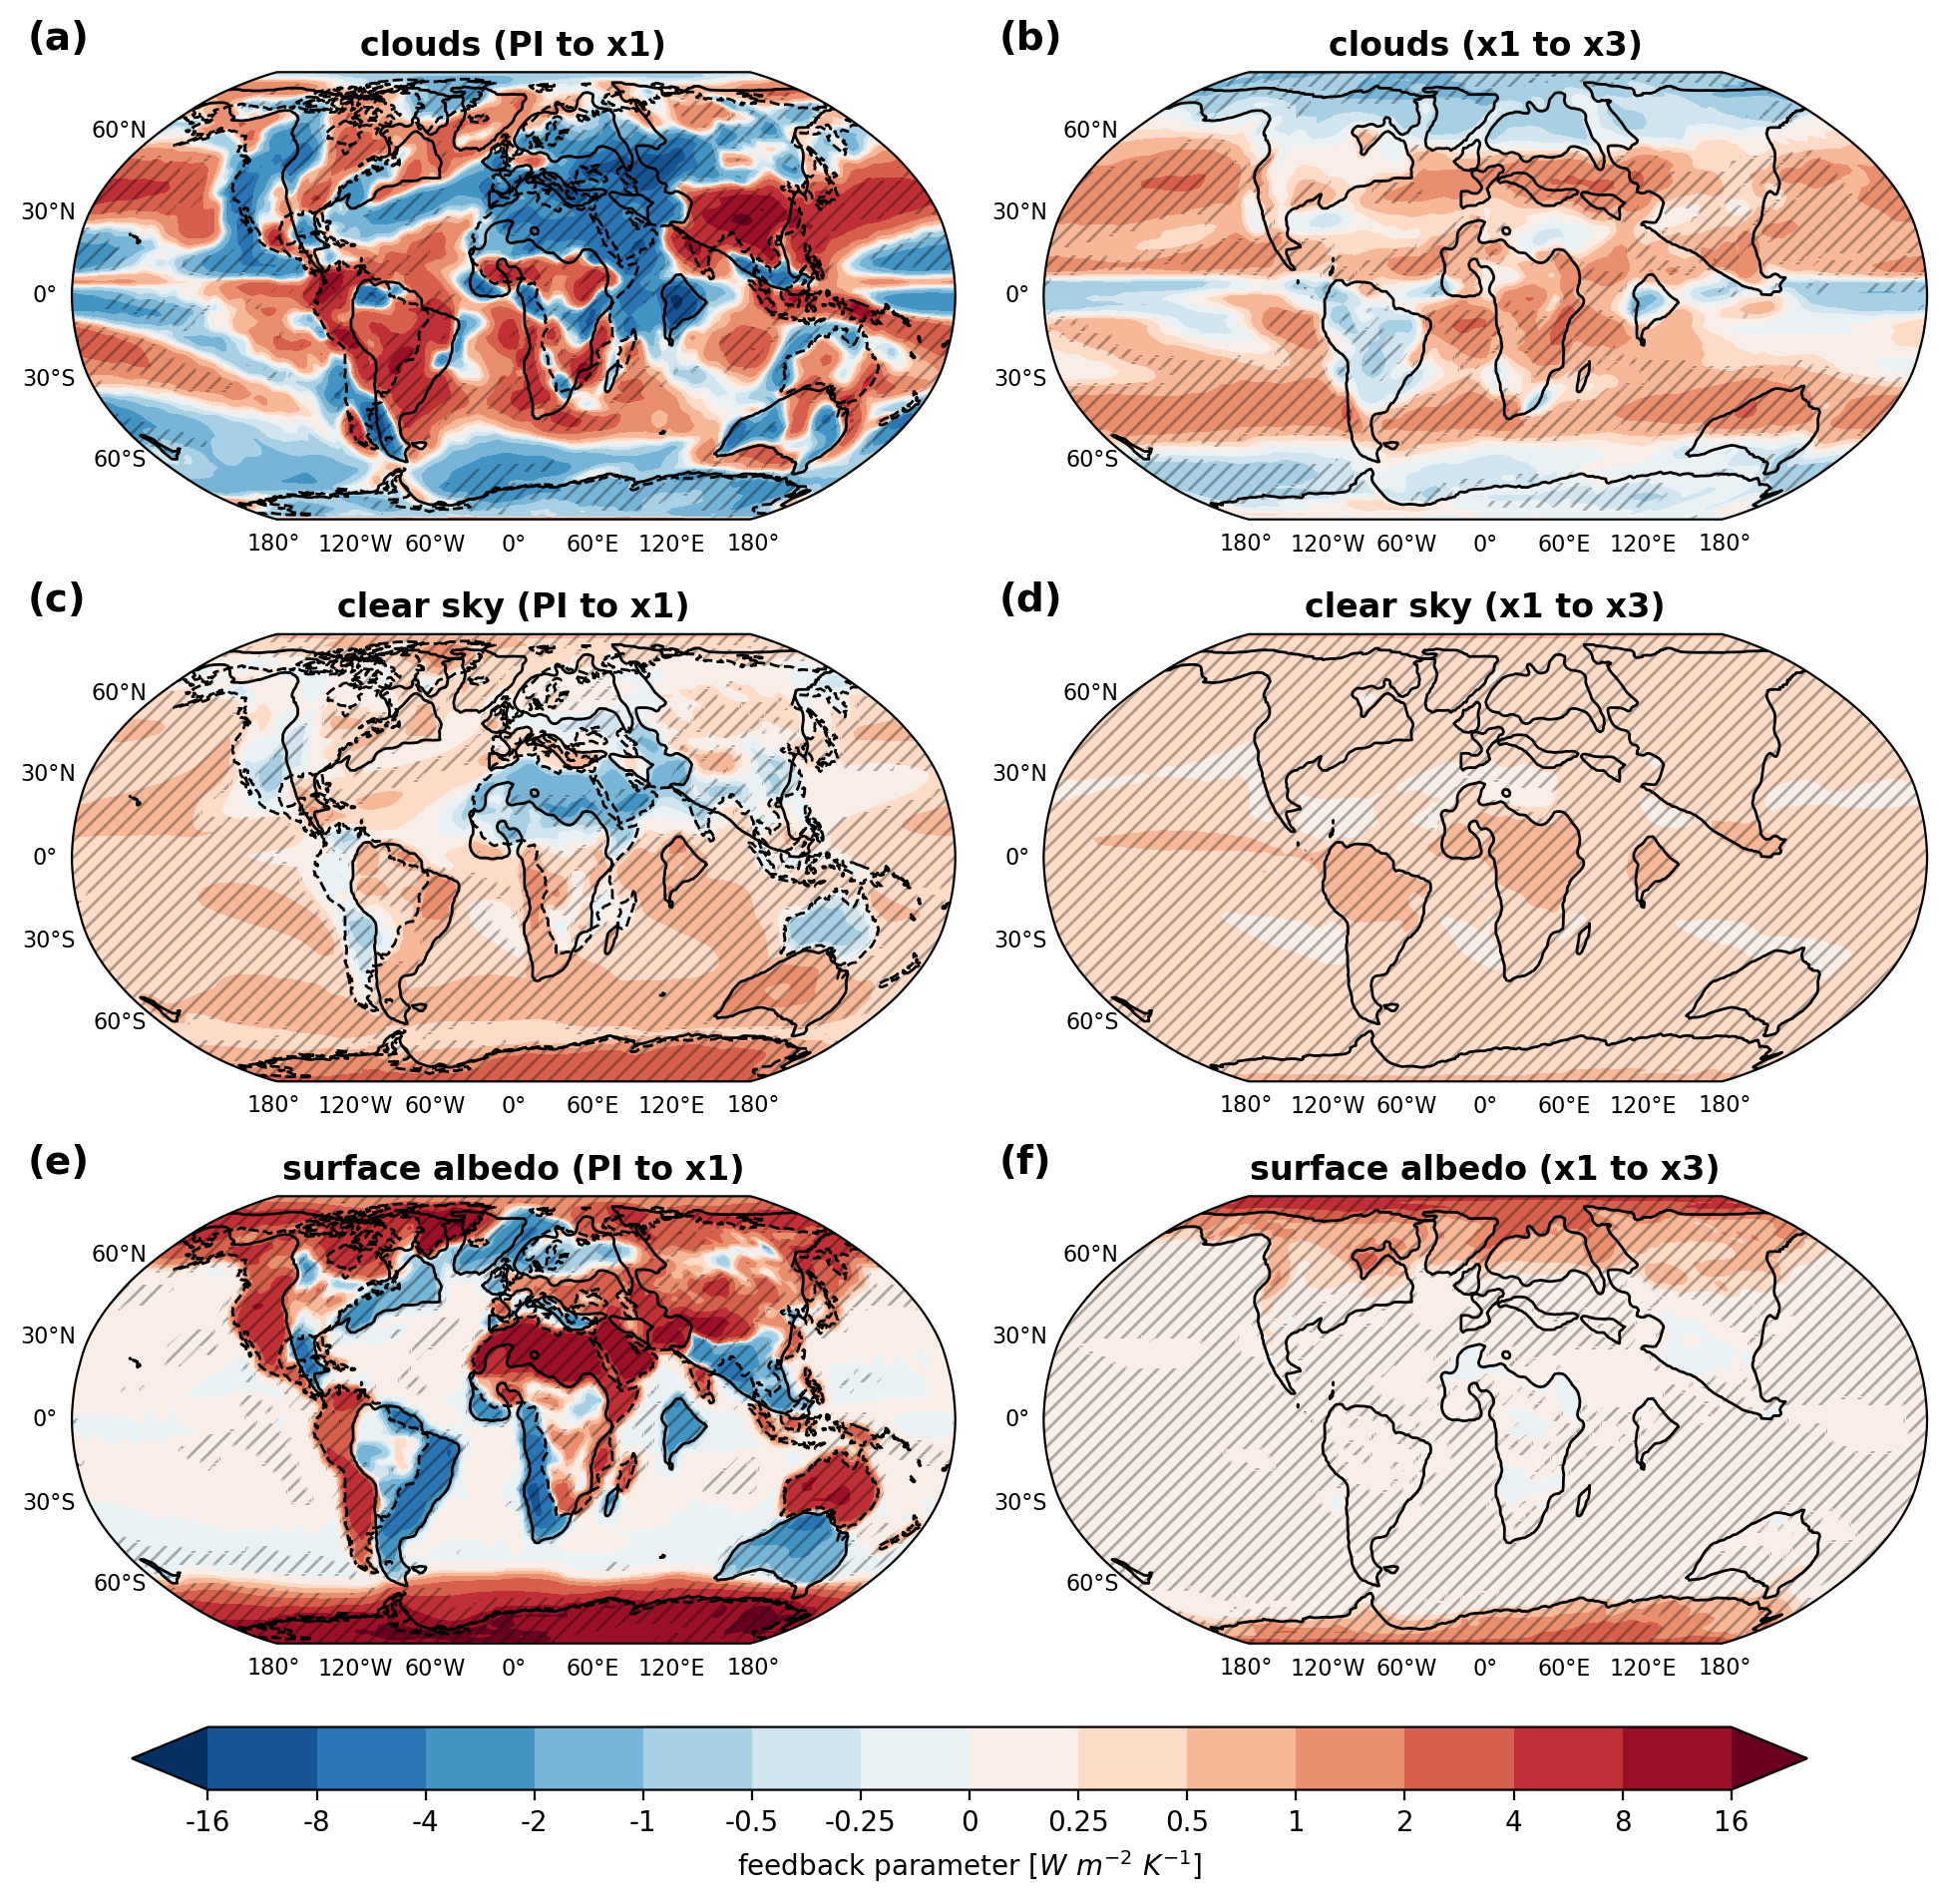 (a) clouds (PI to x1)
(b) clouds (x1 to x3)
60°N
30°N
0°
30°S
60°S
180° 120°W 60°W 0° 60°E 120°E 180°
60°N
30°N
0°
30°S
60°S
180° 120°W 60°W 0° 60°E 120°E 180°
(c) clear sky (PI to x1)
(d) clear sky (x1 to x3)
60°N
30°N
0°
30°S
60°S
180° 120°W 60°W 0° 60°E 120°E 180°
60°N
30°N
0°
30°S
60°S
180° 120°W 60°W 0° 60°E 120°E 180°
(e) surface albedo (PI to x1)
(f) surface albedo (x1 to x3)
60°N
30°N
0°
30°S
60°S
180° 120°W 60°W 0° 60°E 120°E 180°
60°N
30°N
0°
30°S
60°S
180° 120°W 60°W 0° 60°E 120°E 180°
-16 -8 -4 -2 -1 -0.5 -0.25 0 0.25 0.5 1 2 4 8 16
feedback parameter [W m⁻² K⁻¹]